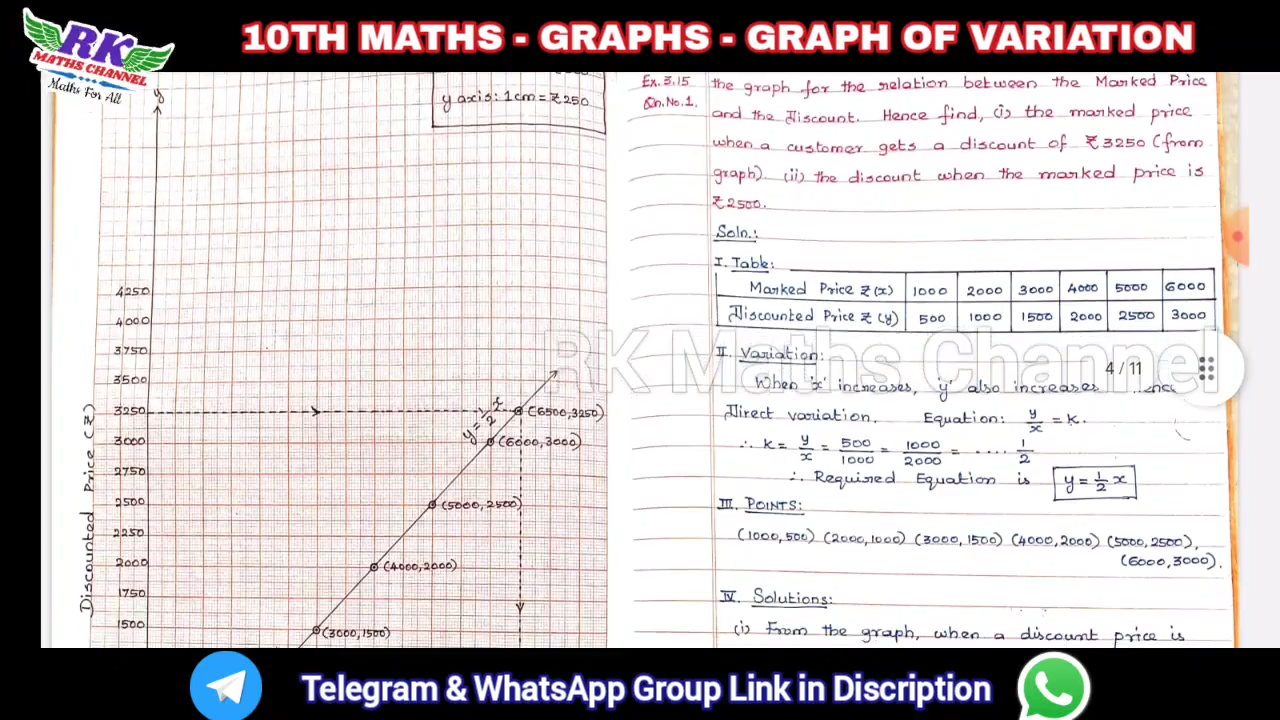 RK
MATHS CHANNEL
Maths For All
10TH MATHS - GRAPHS - GRAPH OF VARIATION
y
y axis: 1cm = ₹250
4250
4000
3750
3500
3250
3000
2750
2500
2250
2000
1750
1500
Discounted Price (₹)
y = 1/2 x
(6500,3250)
(6000,3000)
(5000,2500)
(4000,2000)
(3000,1500)
Ex.3.15
Qn.No.1.
the graph for the relation between the Marked Price
and the Discount. Hence find, (i) the marked price
when a customer gets a discount of ₹3250 (from
graph) (ii) the discount when the marked price is
₹2500.
Soln.:
I. Table:
Marked Price ₹(x) 1000 2000 3000 4000 5000 6000
Discounted Price ₹(y) 500 1000 1500 2000 2500 3000
RK Maths Channel
4 / 11
II. Variation:
When 'x' increases, 'y' also increases
Direct variation. Equation: y/x = k.
∴ k = y/x = 500/1000 = 1000/2000 = ..... 1/2
∴ Required Equation is y = 1/2 x
III. POINTS:
(1000,500) (2000,1000) (3000,1500) (4000,2000) (5000,2500),
(6000,3000).
IV. Solutions:
(i) From the graph, when a discount price is
Telegram & WhatsApp Group Link in Discription